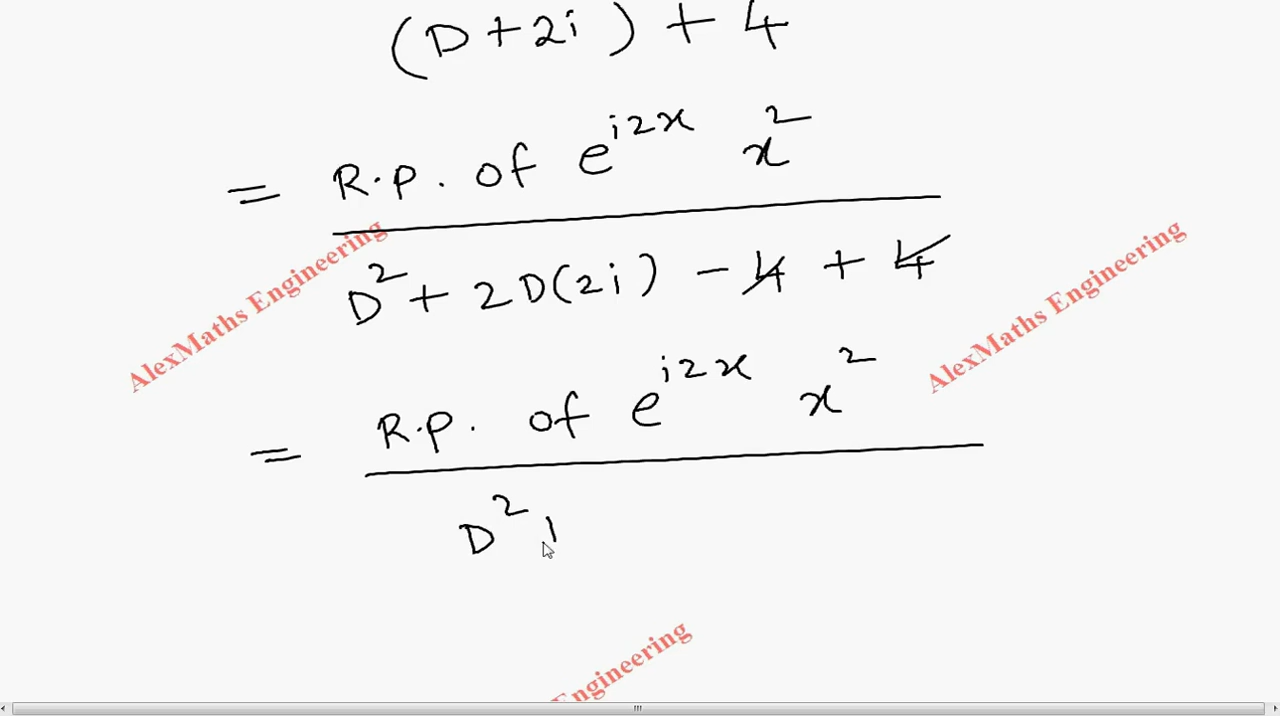 (D+2i) + 4
= R.P. of e^{i2x} x^2
D^2 + 2D(2i) - 4 + 4
AlexMaths Engineering
AlexMaths Engineering
= R.P. of e^{i2x} x^2
D^2
Engineering